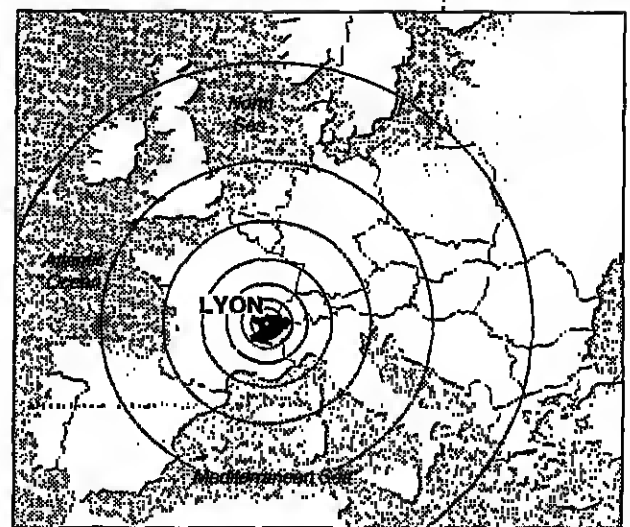 North
Sea
Atlantic
Ocean
LYON
Mediterranean Sea